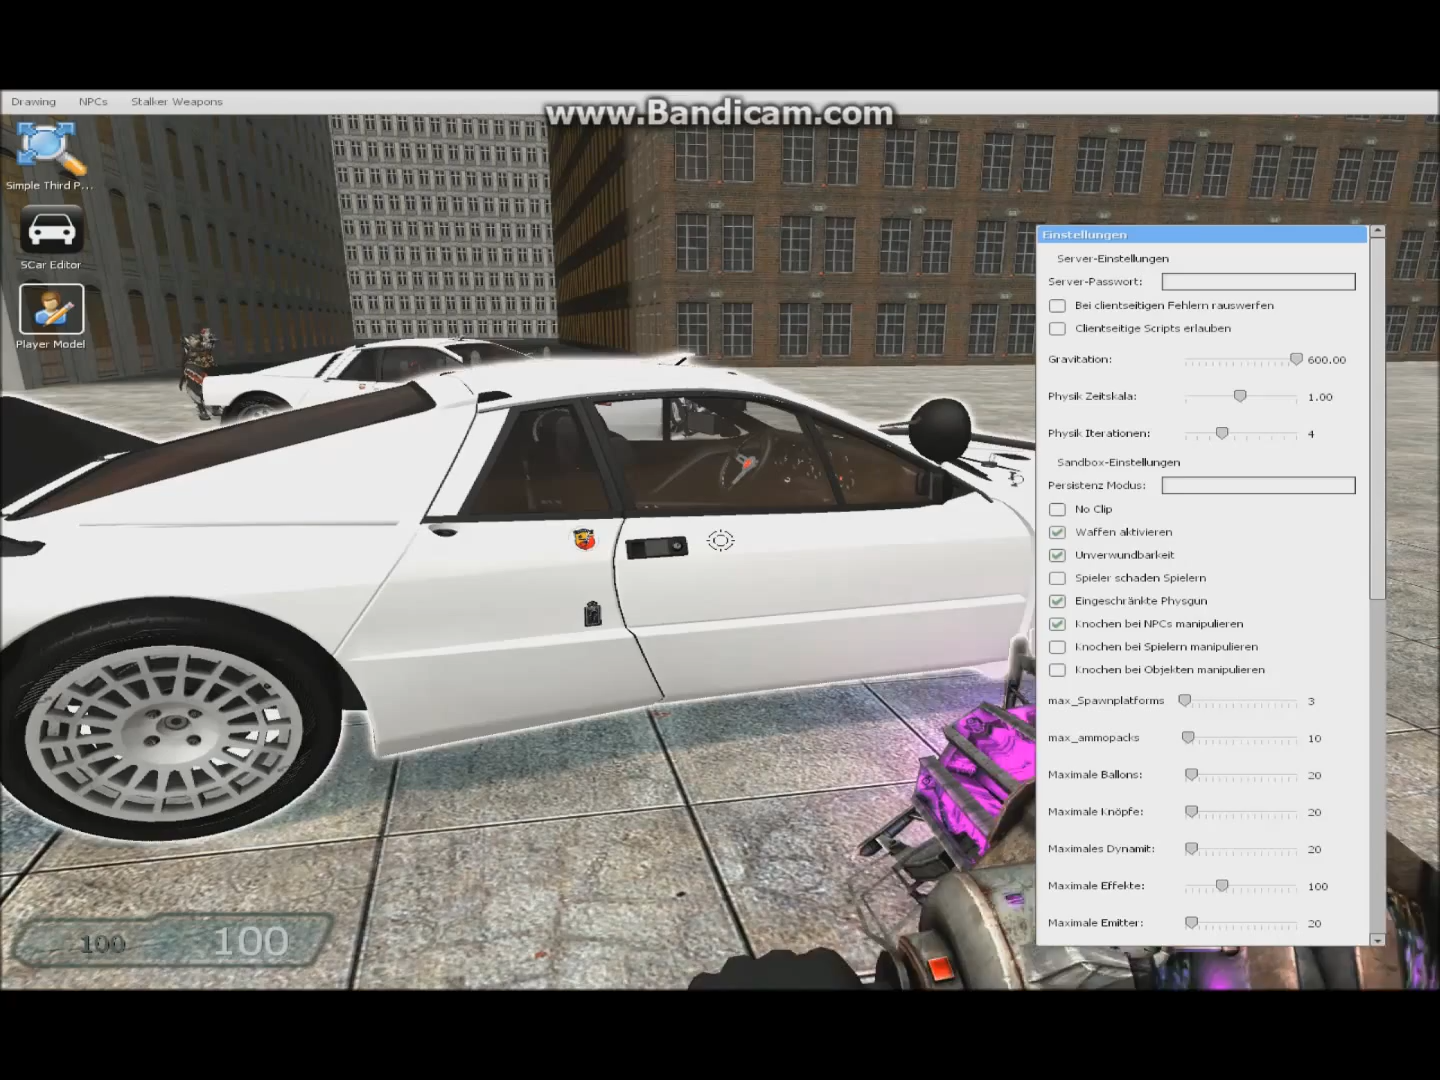 Drawing NPCs Stalker Weapons
www.Bandicam.com
Simple Third P...
SCar Editor
Player Model
Einstellungen
Server-Einstellungen
Server-Passwort:
Bei clientseitigen Fehlern rauswerfen
Clientseitige Scripts erlauben
Gravitation: 600.00
Physik Zeitskala: 1.00
Physik Iterationen: 4
Sandbox-Einstellungen
Persistenz Modus:
No Clip
Waffen aktivieren
Unverwundbarkeit
Spieler schaden Spielern
Eingeschränkte Physgun
Knochen bei NPCs manipulieren
Knochen bei Spielern manipulieren
Knochen bei Objekten manipulieren
max_Spawnplatforms 3
max_ammopacks 10
Maximale Ballons: 20
Maximale Knöpfe: 20
Maximales Dynamit: 20
Maximale Effekte: 100
Maximale Emitter: 20
100 100